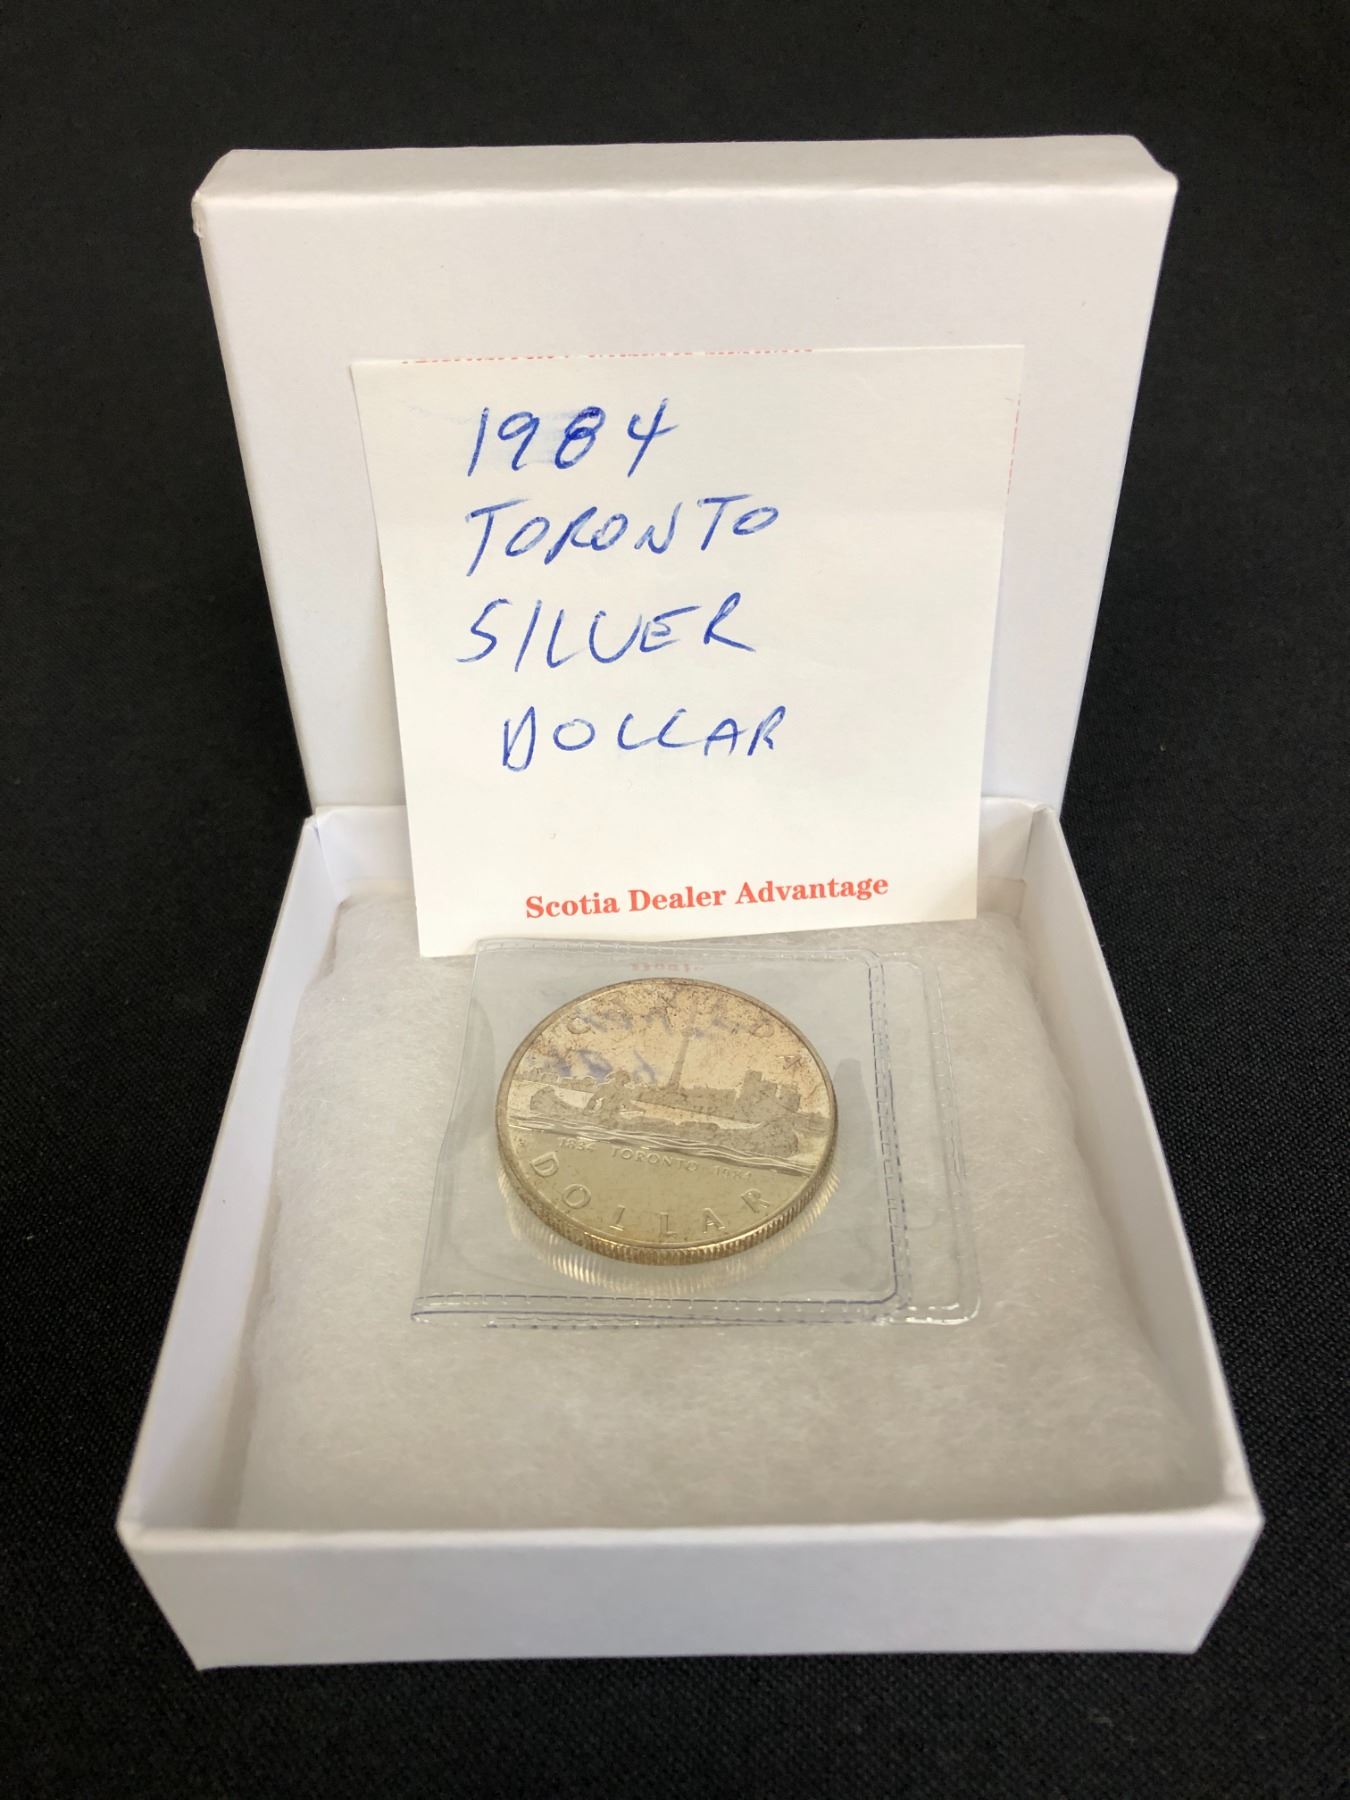 1984
TORONTO
SILVER
DOLLAR
Scotia Dealer Advantage
CANADA
1834 TORONTO 1984
DOLLAR